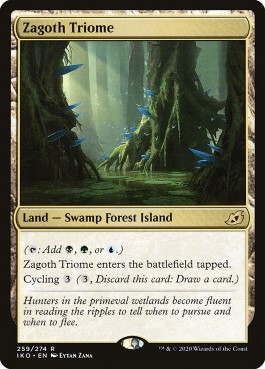 Zagoth Triome
Land — Swamp Forest Island
(T: Add B, G, or U.)
Zagoth Triome enters the battlefield tapped.
Cycling 3 (3, Discard this card: Draw a card.)
Hunters in the primeval wetlands become fluent
in reading the ripples to tell when to pursue and
when to flee.
259/274 R
IKO • EN EYTAN ZANA
™ & © 2020 Wizards of the Coast